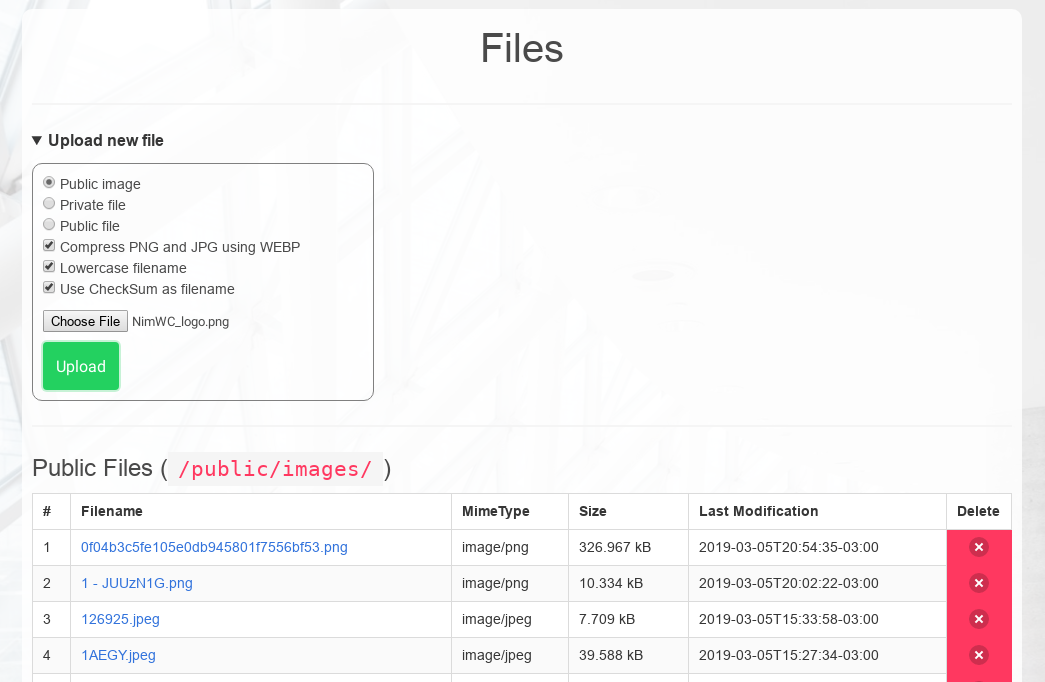 Files
▼ Upload new file
Public image
Private file
Public file
Compress PNG and JPG using WEBP
Lowercase filename
Use CheckSum as filename
Choose File NimWC_logo.png
Upload
Public Files ( /public/images/ )
# Filename MimeType Size Last Modification Delete
1 0f04b3c5fe105e0db945801f7556bf53.png image/png 326.967 kB 2019-03-05T20:54:35-03:00
2 1 - JUUzN1G.png image/png 10.334 kB 2019-03-05T20:02:22-03:00
3 126925.jpeg image/jpeg 7.709 kB 2019-03-05T15:33:58-03:00
4 1AEGY.jpeg image/jpeg 39.588 kB 2019-03-05T15:27:34-03:00